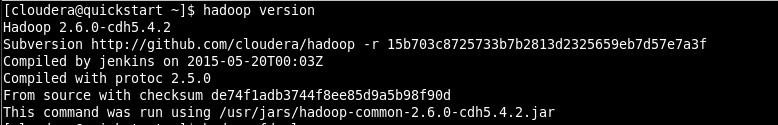 [cloudera@quickstart ~]$ hadoop version
Hadoop 2.6.0-cdh5.4.2
Subversion http://github.com/cloudera/hadoop -r 15b703c8725733b7b2813d2325659eb7d57e7a3f
Compiled by jenkins on 2015-05-20T00:03Z
Compiled with protoc 2.5.0
From source with checksum de74f1adb3744f8ee85d9a5b98f90d
This command was run using /usr/jars/hadoop-common-2.6.0-cdh5.4.2.jar